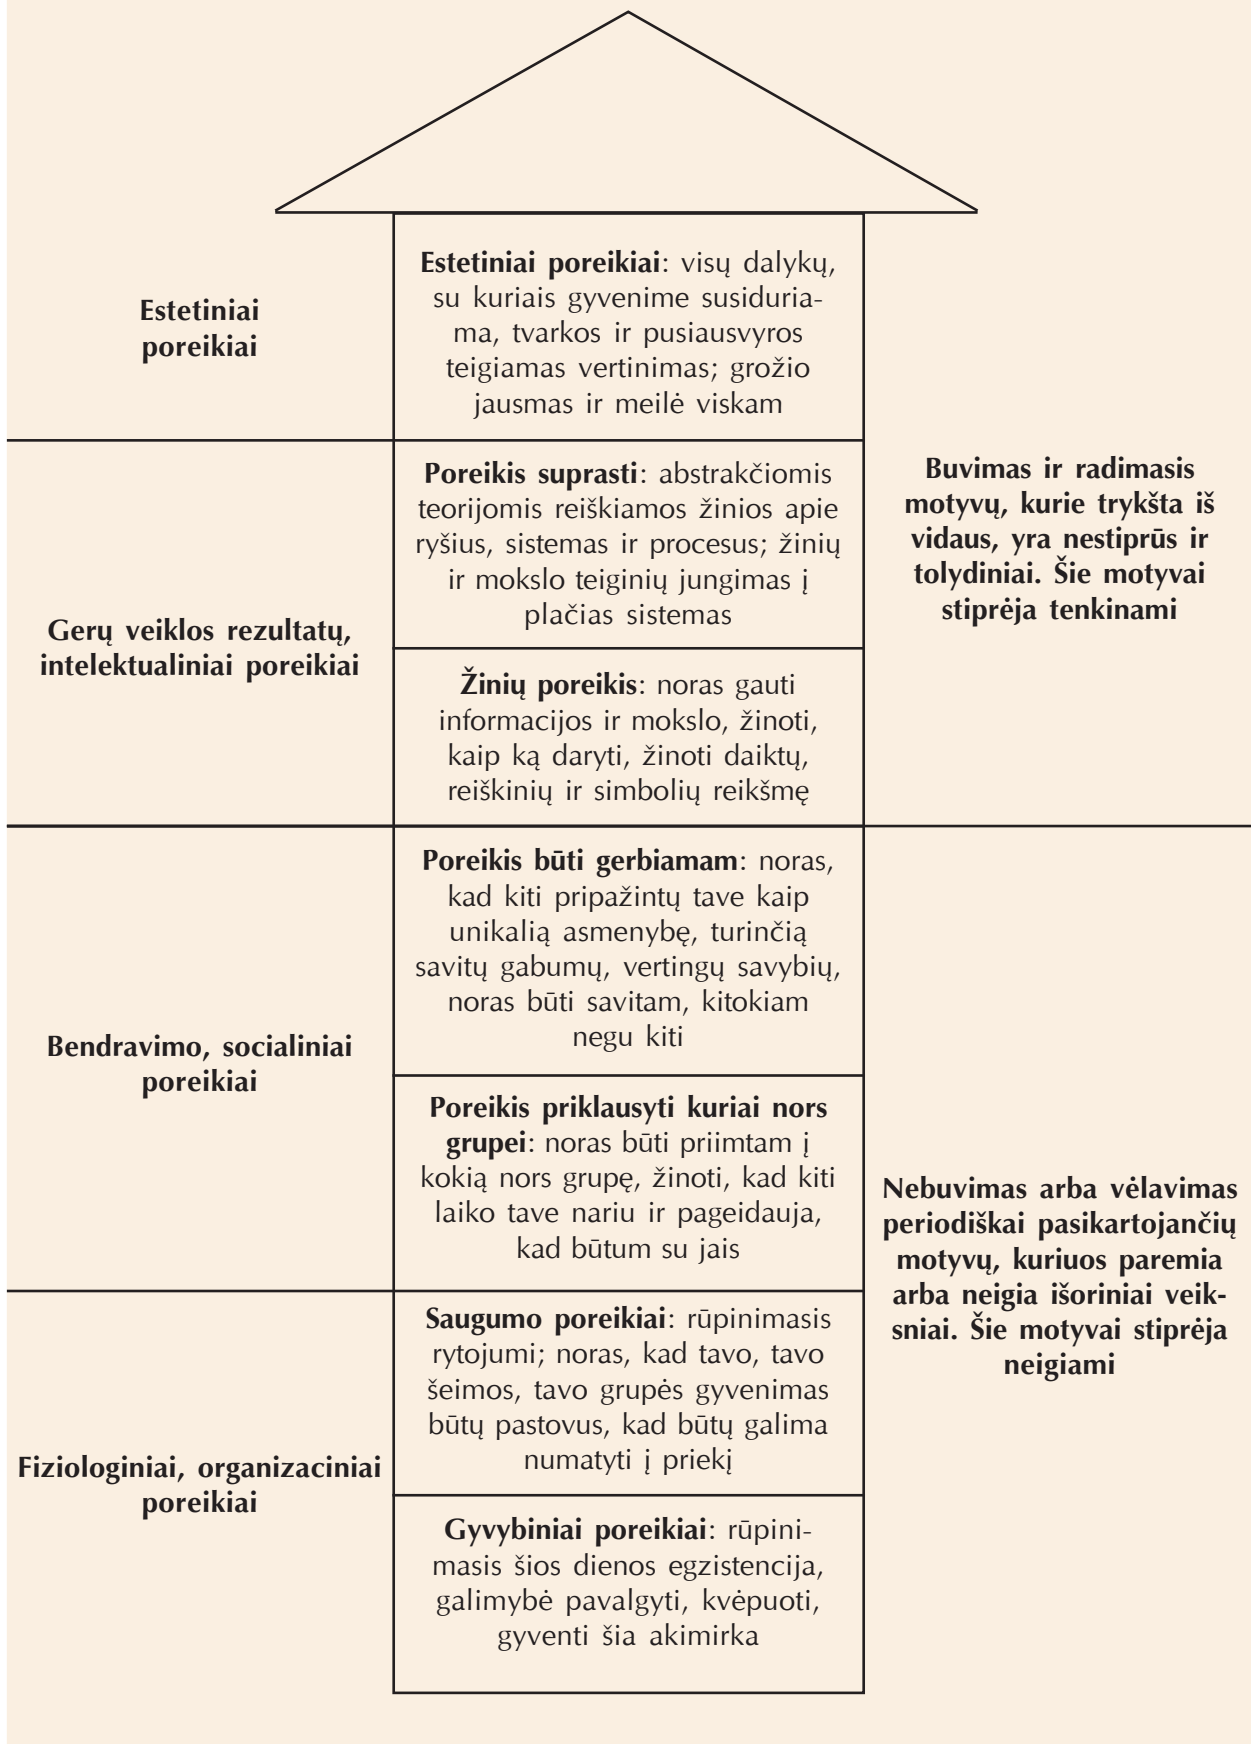 Estetiniai
poreikiai
Estetiniai poreikiai: visų dalykų,
su kuriais gyvenime susiduria-
ma, tvarkos ir pusiausvyros
teigiamas vertinimas; grožio
jausmas ir meilė viskam
Gerų veiklos rezultatų,
intelektualiniai poreikiai
Poreikis suprasti: abstrakčiomis
teorijomis reiškiamos žinios apie
ryšius, sistemas ir procesus; žinių
ir mokslo teiginių jungimas į
plačias sistemas
Žinių poreikis: noras gauti
informacijos ir mokslo, žinoti,
kaip ką daryti, žinoti daiktų,
reiškinių ir simbolių reikšmę
Buvimas ir radimasis
motyvų, kurie trykšta iš
vidaus, yra nestiprūs ir
tolydiniai. Šie motyvai
stiprėja tenkinami
Bendravimo, socialiniai
poreikiai
Poreikis būti gerbiamam: noras,
kad kiti pripažintų tave kaip
unikalią asmenybę, turinčią
savitų gabumų, vertingų savybių,
noras būti savitam, kitokiam
negu kiti
Poreikis priklausyti kuriai nors
grupei: noras būti priimtam į
kokią nors grupę, žinoti, kad kiti
laiko tave nariu ir pageidauja,
kad būtum su jais
Fiziologiniai, organizaciniai
poreikiai
Saugumo poreikiai: rūpinimasis
rytojumi; noras, kad tavo, tavo
šeimos, tavo grupės gyvenimas
būtų pastovus, kad būtų galima
numatyti į priekį
Gyvybiniai poreikiai: rūpini-
masis šios dienos egzistencija,
galimybė pavalgyti, kvėpuoti,
gyventi šia akimirka
Nebuvimas arba vėlavimas
periodiškai pasikartojančių
motyvų, kuriuos paremia
arba neigia išoriniai veik-
sniai. Šie motyvai stiprėja
neigiami